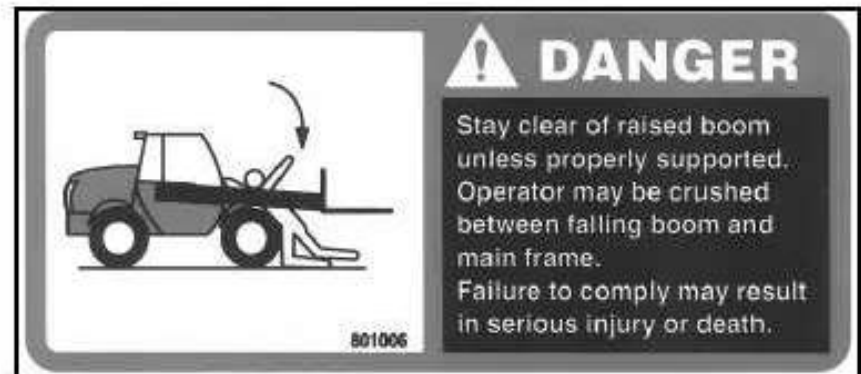 DANGER
Stay clear of raised boom
unless properly supported.
Operator may be crushed
between falling boom and
main frame.
Failure to comply may result
in serious injury or death.
801006